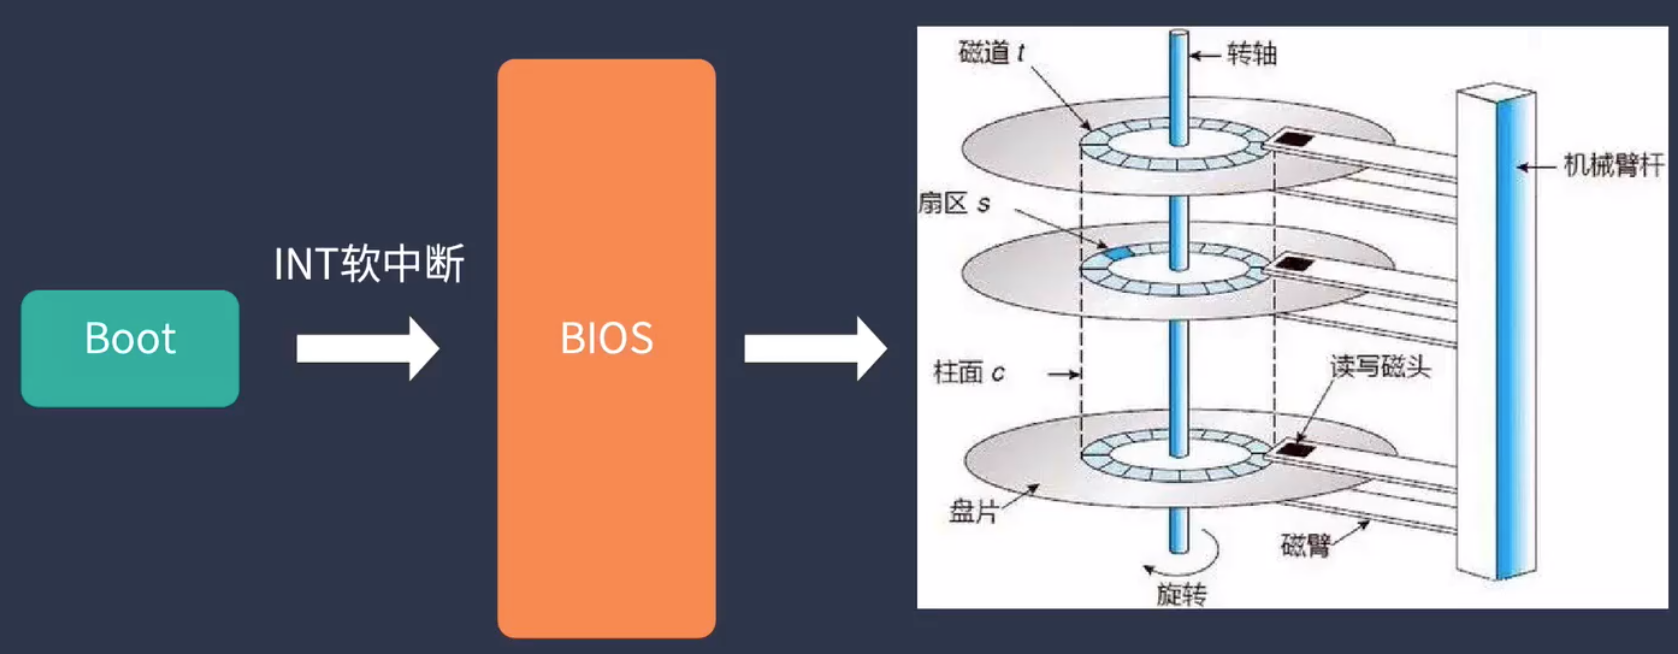 Boot
INT软中断
BIOS
磁道 t
转轴
机械臂杆
扇区 s
柱面 c
读写磁头
盘片
磁臂
旋转